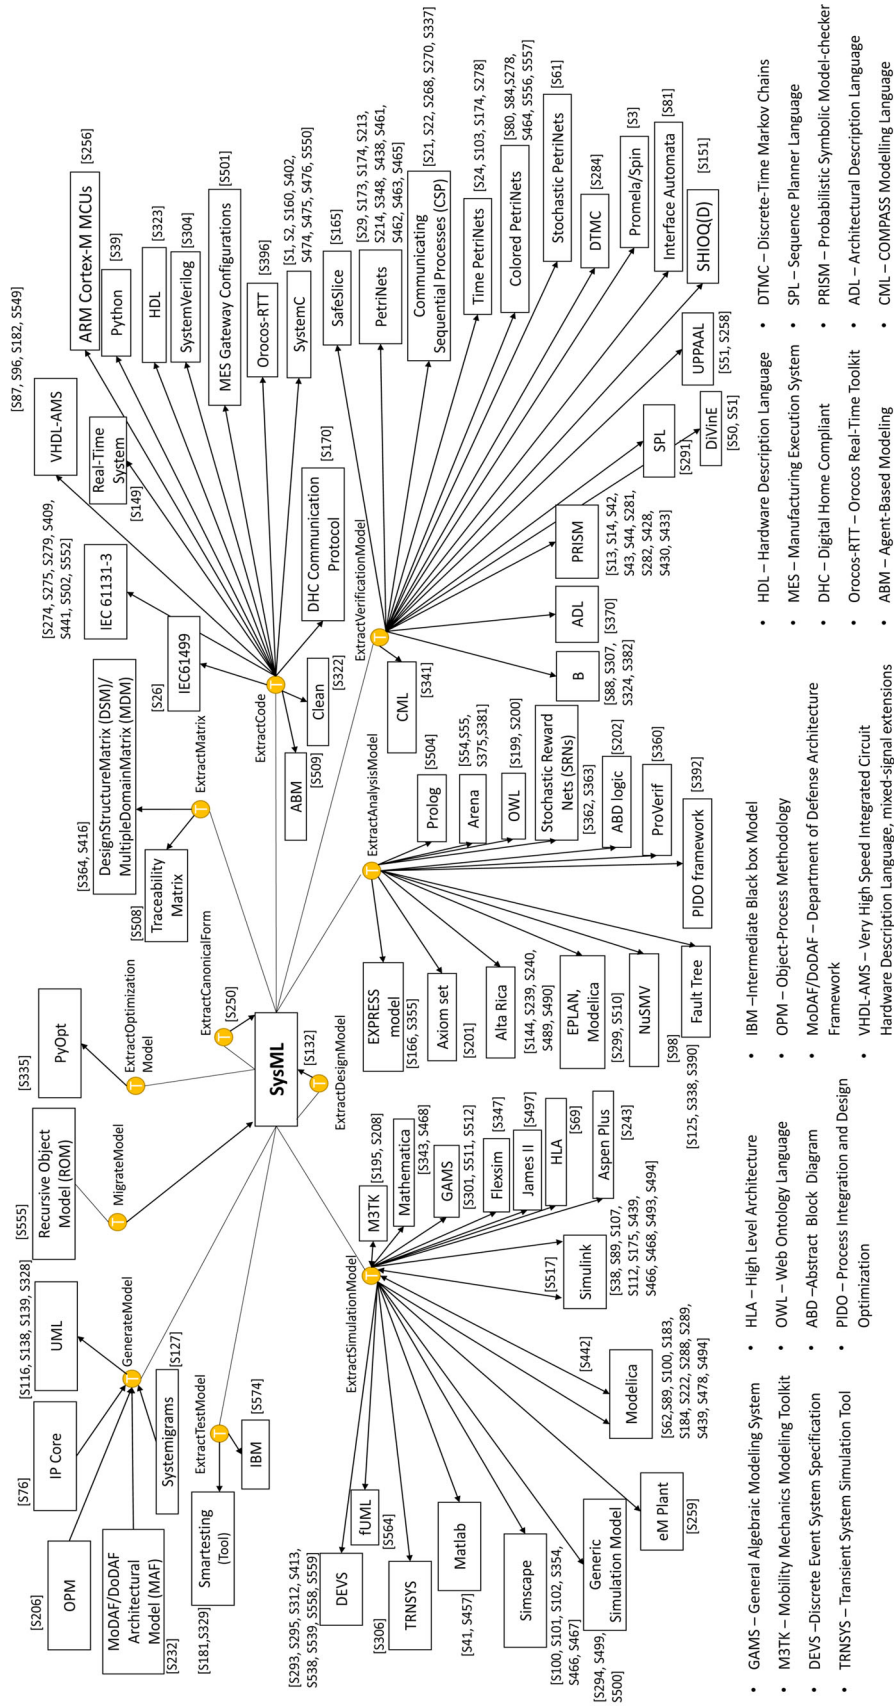 [S206]
OPM
[S76]
IP Core
[S116, S138, S139, S328]
UML
[S555]
Recursive Object
Model (ROM)
[S335]
PyOpt
MoDAF/DoDAF
Architectural
Model (MAF)
[S232]
Systemigrams
[S127]
T
GenerateModel
T
MigrateModel
T
ExtractOptimization
Model
T
ExtractCanonicalForm
[S250]
SysML
[S132]
T
ExtractDesignModel
[S364, S416]
DesignStructureMatrix (DSM)/
MultipleDomainMatrix (MDM)
[S508]
Traceability
Matrix
T
ExtractMatrix
[S181,S329]
Smartesting
(Tool)
T
ExtractTestModel
IBM
[S574]
T
ExtractCode
[S26]
IEC61499
[S274, S275, S279, S409,
S441, S502, S552]
IEC 61131-3
[S87, S96, S182, S549]
VHDL-AMS
Real-Time
System
[S149]
ARM Cortex-M MCUs
[S256]
Python
[S39]
HDL
[S323]
SystemVerilog
[S304]
MES Gateway Configurations
[S501]
Orocos-RTT
[S396]
SystemC
[S1, S2, S160, S402,
S474, S475, S476, S550]
DHC Communication
Protocol
[S170]
Clean
[S322]
ABM
[S509]
T
ExtractVerificationModel
SafeSlice
[S165]
PetriNets
[S29, S173, S174, S213,
S214, S348, S438, S461,
S462, S463, S465]
Communicating
Sequential Processes (CSP)
[S21, S22, S268, S270, S337]
Time PetriNets
[S24, S103, S174, S278]
Colored PetriNets
[S80, S84,S278,
S464, S556, S557]
Stochastic PetriNets
[S61]
DTMC
[S284]
Promela/Spin
[S3]
Interface Automata
[S81]
SHIOQ(D)
[S151]
UPPAAL
[S51, S258]
SPL
[S291]
DiVinE
[S50, S51]
PRISM
[S13, S14, S42,
S43, S44, S281,
S282, S428,
S430, S433]
ADL
[S370]
B
[S88, S307,
S324, S382]
CML
[S341]
T
ExtractAnalysisModel
Prolog
[S504]
Arena
[S54,S55,
S375,S381]
OWL
[S199, S200]
Stochastic Reward
Nets (SRNs)
[S362, S363]
ABD logic
[S202]
ProVerif
[S360]
PIDO framework
[S392]
EXPRESS
model
[S166, S355]
Axiom set
[S201]
Alta Rica
[S144, S239, S240,
S489, S490]
EPLAN,
Modelica
[S299, S510]
NuSMV
[S98]
Fault Tree
[S125, S338, S390]
T
ExtractSimulationModel
M3TK
[S195, S208]
Mathematica
[S343, S468]
GAMS
[S301, S511, S512]
Flexsim
[S347]
James II
[S497]
HLA
[S69]
Aspen Plus
[S243]
[S517]
Simulink
[S38, S89, S107,
S112, S175, S439,
S466, S468, S493, S494]
[S442]
Modelica
[S62,S89, S100, S183,
S184, S222, S288, S289,
S439, S478, S494]
eM Plant
[S259]
Generic
Simulation Model
[S294, S499,
S500]
Simscape
[S100, S101, S102, S354,
S466, S467]
Matlab
[S41, S457]
TRNSYS
[S306]
fUML
[S564]
DEVS
[S293, S295, S312, S413,
S538, S539, S558, S559]
• GAMS – General Algebraic Modeling System
• M3TK – Mobility Mechanics Modeling Toolkit
• DEVS –Discrete Event System Specification
• TRNSYS – Transient System Simulation Tool
• HLA – High Level Architecture
• OWL – Web Ontology Language
• ABD –Abstract Block Diagram
• PIDO – Process Integration and Design
Optimization
• IBM –Intermediate Black box Model
• OPM – Object-Process Methodology
• MoDAF/DoDAF – Department of Defense Architecture
Framework
• VHDL-AMS – Very High Speed Integrated Circuit
Hardware Description Language, mixed-signal extensions
• HDL – Hardware Description Language
• MES – Manufacturing Execution System
• DHC – Digital Home Compliant
• Orocos-RTT – Orocos Real-Time Toolkit
• ABM – Agent-Based Modeling
• DTMC – Discrete-Time Markov Chains
• SPL – Sequence Planner Language
• PRISM – Probabilistic Symbolic Model-checker
• ADL – Architectural Description Language
• CML – COMPASS Modelling Language